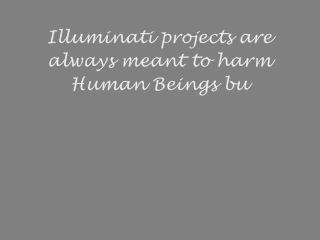 Illuminati projects are
always meant to harm
Human Beings bu